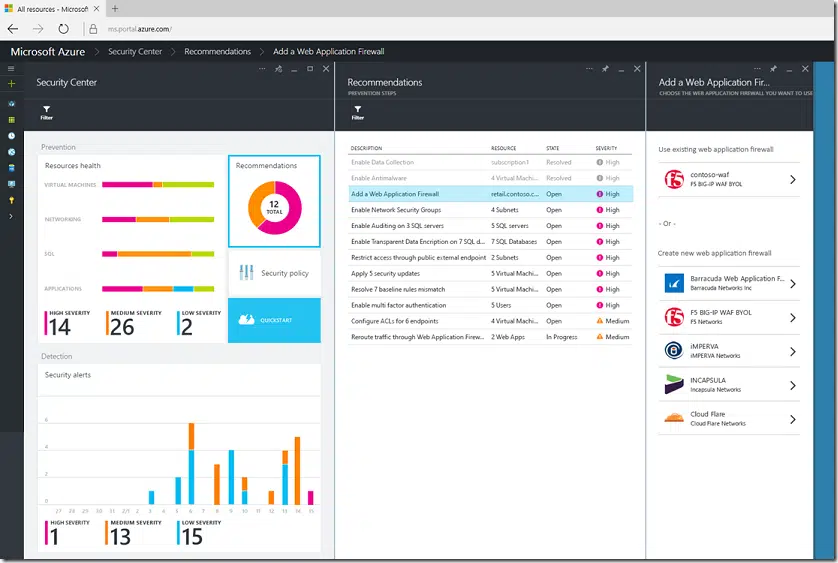 All resources - Microsoft
ms.portal.azure.com/
Microsoft Azure
Security Center
Recommendations
Add a Web Application Firewall
Security Center
Filter
Prevention
Resources health
VIRTUAL MACHINES
NETWORKING
SQL
APPLICATIONS
HIGH SEVERITY
14
MEDIUM SEVERITY
26
LOW SEVERITY
2
Recommendations
12
TOTAL
Security policy
QUICKSTART
Detection
Security alerts
6
4
2
0
27 28 29 30 31 2/1 2 3 4 5 6 7 8 9 10 11 12 13 14 15
HIGH SEVERITY
1
MEDIUM SEVERITY
13
LOW SEVERITY
15
Recommendations
PREVENTION STEPS
Filter
DESCRIPTION RESOURCE STATE SEVERITY
Enable Data Collection subscription1 Resolved High
Enable Antimalware 4 Virtual Machi... Resolved High
Add a Web Application Firewall retail.contoso.c... Open High
Enable Network Security Groups 4 Subnets Open High
Enable Auditing on 3 SQL servers 5 SQL servers Open High
Enable Transparent Data Encription on 7 SQL d... 7 SQL Databases Open High
Restrict access through public external endpoint 2 Subnets Open High
Apply 5 security updates 5 Virtual Machi... Open High
Resolve 7 baseline rules mismatch 5 Virtual Machi... Open High
Enable multi factor authentication 5 Users Open High
Configure ACLs for 6 endpoints 4 Virtual Machi... Open Medium
Reroute traffic through Web Application Firew... 2 Web Apps In Progress Medium
Add a Web Application Fir...
CHOOSE THE WEB APPLICATION FIREWALL YOU WANT TO USE
Use existing web application firewall
contoso-waf
F5 BIG-IP WAF BYOL
- Or -
Create new web application firewall
Barracuda Web Application F...
Barracuda Networks Inc
F5 BIG-IP WAF BYOL
F5 Networks
iMPERVA
iMPERVA Networks
INCAPSULA
Incapsula Networks
Cloud Flare
Cloud Flare Networks